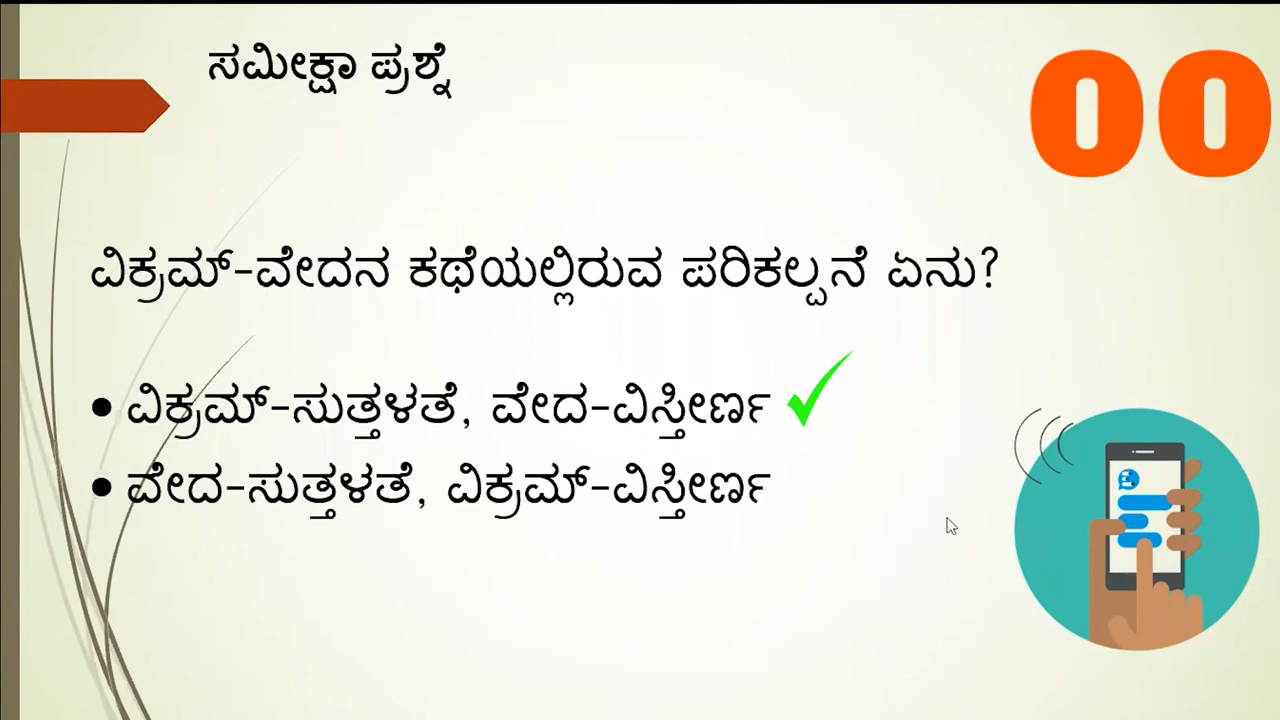 ಸಮೀಕ್ಷಾ ಪ್ರಶ್ನೆ
00
ವಿಕ್ರಮ್-ವೇದನ ಕಥೆಯಲ್ಲಿರುವ ಪರಿಕಲ್ಪನೆ ಏನು?
• ವಿಕ್ರಮ್-ಸುತ್ತಳತೆ, ವೇದ-ವಿಸ್ತೀರ್ಣ
• ವೇದ-ಸುತ್ತಳತೆ, ವಿಕ್ರಮ್-ವಿಸ್ತೀರ್ಣ